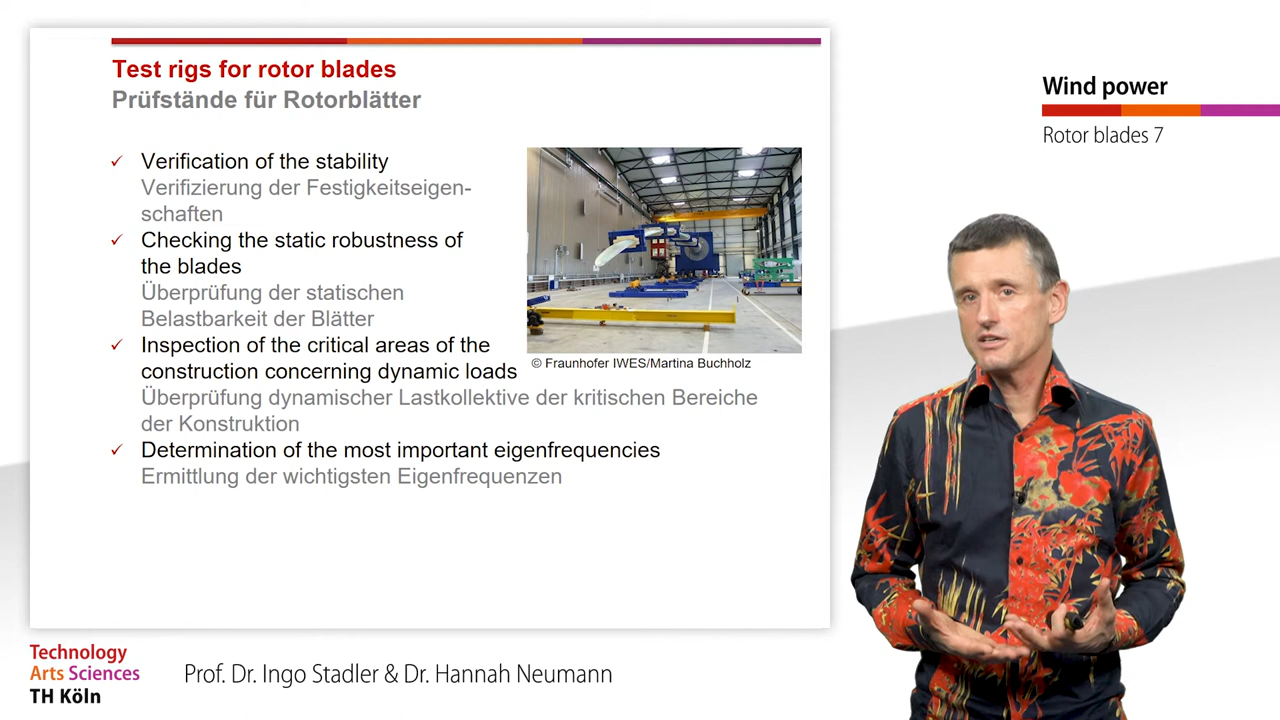 Test rigs for rotor blades
Prüfstände für Rotorblätter
✓ Verification of the stability
Verifizierung der Festigkeitseigen-
schaften
✓ Checking the static robustness of
the blades
Überprüfung der statischen
Belastbarkeit der Blätter
✓ Inspection of the critical areas of the
construction concerning dynamic loads
Überprüfung dynamischer Lastkollektive der kritischen Bereiche
der Konstruktion
✓ Determination of the most important eigenfrequencies
Ermittlung der wichtigsten Eigenfrequenzen
© Fraunhofer IWES/Martina Buchholz
Wind power
Rotor blades 7
Technology
Arts Sciences
TH Köln
Prof. Dr. Ingo Stadler & Dr. Hannah Neumann